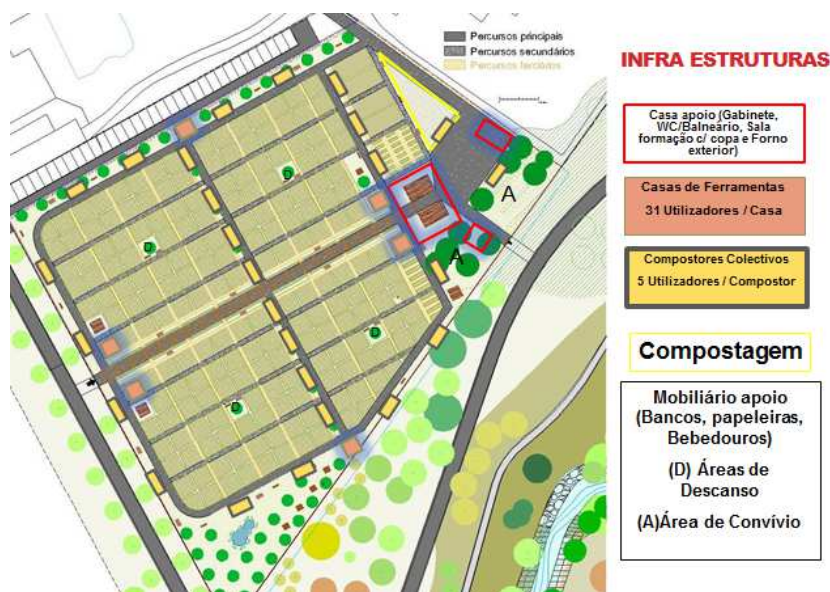 Percursos principais
Percursos secundários
Percursos terciários
INFRA ESTRUTURAS
Casa apoio (Gabinete,
WC/Balneário, Sala
formação c/ copa e Forno
exterior)
Casas de Ferramentas
31 Utilizadores / Casa
Compostores Colectivos
5 Utilizadores / Compostor
Compostagem
Mobiliário apoio
(Bancos, papeleiras,
Bebedouros)
(D) Áreas de
Descanso
(A)Área de Convívio
D
A
D
A
D
D